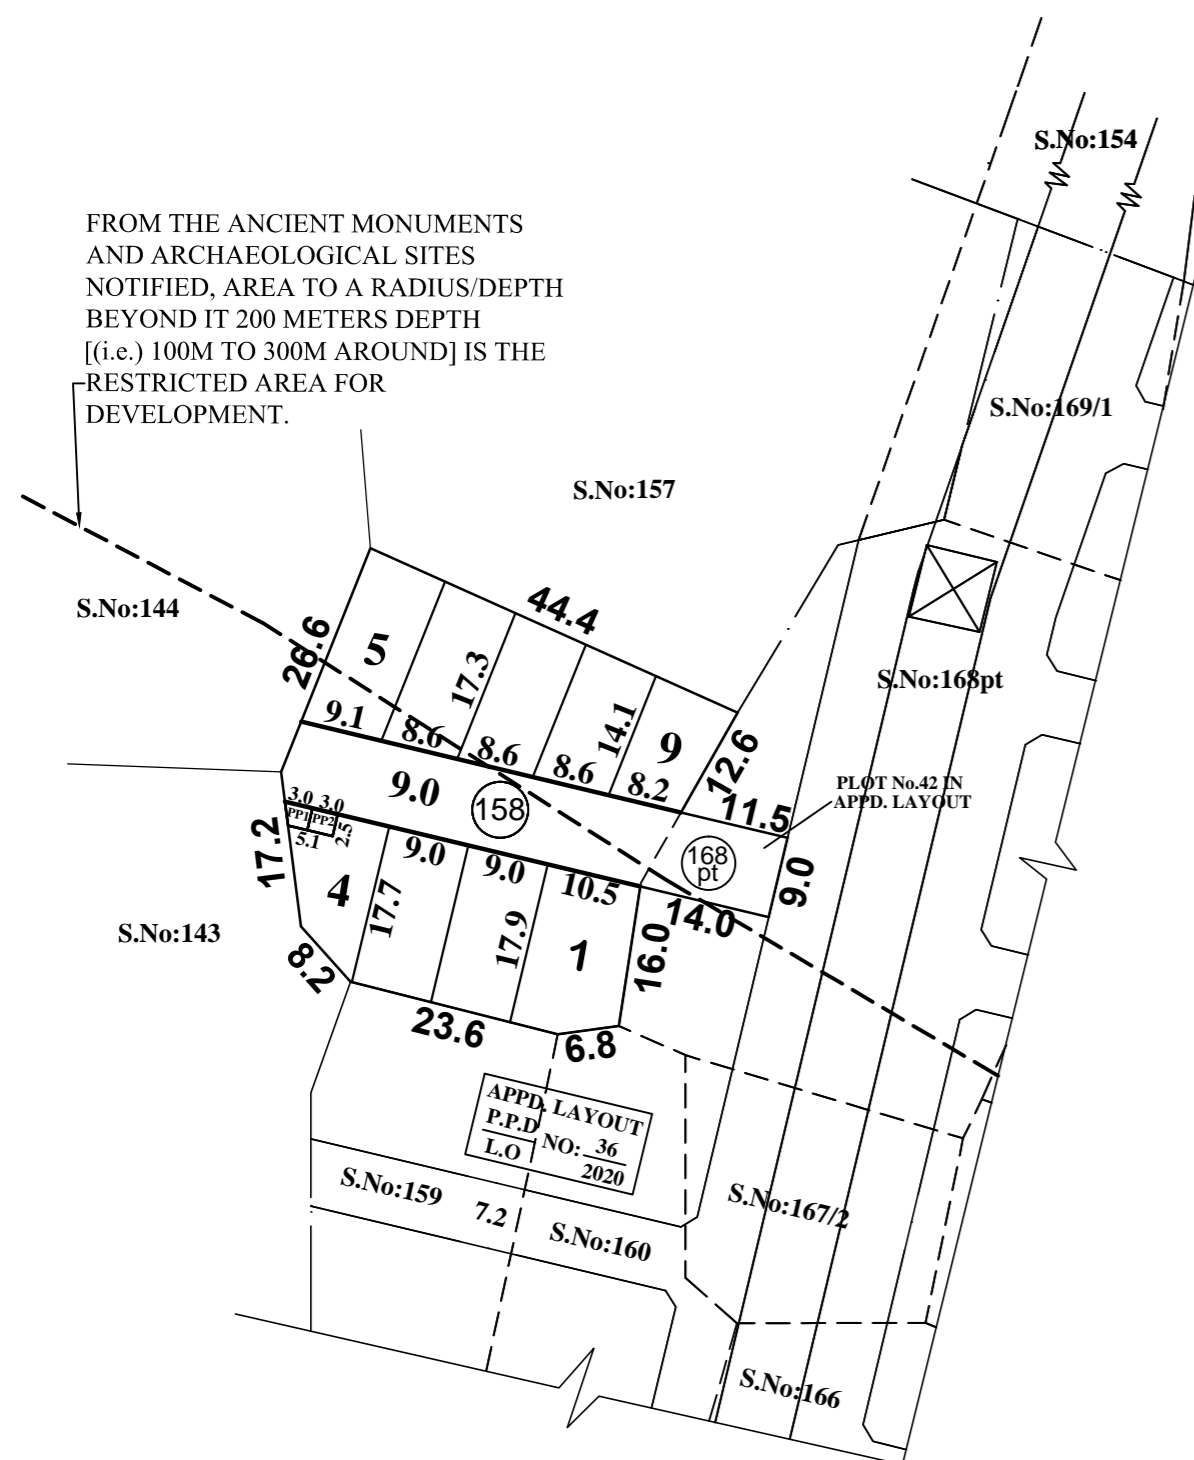 S.No:154
FROM THE ANCIENT MONUMENTS
AND ARCHAEOLOGICAL SITES
NOTIFIED, AREA TO A RADIUS/DEPTH
BEYOND IT 200 METERS DEPTH
[(i.e.) 100M TO 300M AROUND] IS THE
RESTRICTED AREA FOR
DEVELOPMENT.
S.No:169/1
S.No:157
S.No:144
44.4
26.6
5
17.3
S.No:168pt
9.1
8.6
8.6
8.6
14.1
9
8.2
12.6
11.5
PLOT No.42 IN
APPD. LAYOUT
9.0
158
3.0
3.0
PP1
PP2
2.5
5.1
17.2
168
pt
9.0
9.0
9.0
10.5
14.0
4
17.7
17.9
1
16.0
S.No:143
8.2
23.6
6.8
APPD. LAYOUT
P.P.D
L.O
NO: 36
2020
S.No:159
7.2
S.No:160
S.No:167/2
S.No:166